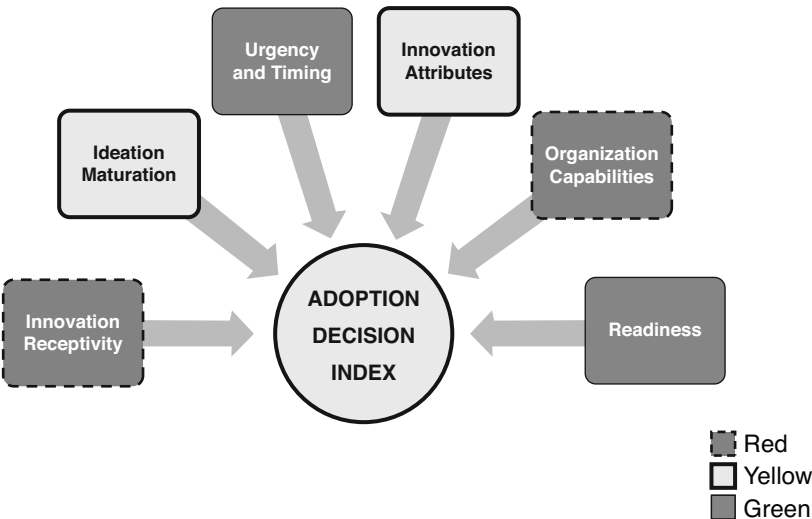 Urgency
and Timing
Innovation
Attributes
Ideation
Maturation
Organization
Capabilities
Innovation
Receptivity
ADOPTION
DECISION
INDEX
Readiness
Red
Yellow
Green